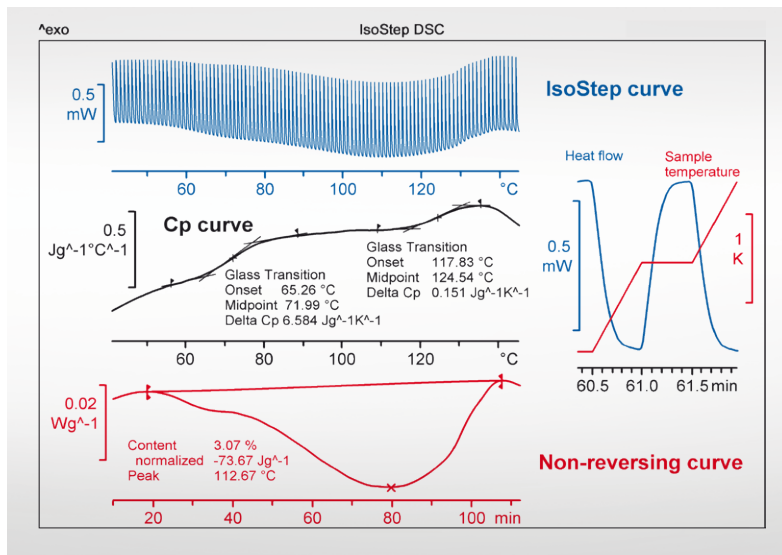 ^exo
IsoStep DSC
0.5
mW
IsoStep curve
60 80 100 120 °C
0.5
Jg^-1°C^-1
Cp curve
Glass Transition
Onset 65.26 °C
Midpoint 71.99 °C
Delta Cp 6.584 Jg^-1K^-1
Glass Transition
Onset 117.83 °C
Midpoint 124.54 °C
Delta Cp 0.151 Jg^-1K^-1
60 80 100 120 °C
Heat flow
Sample
temperature
0.5
mW
1
K
60.5 61.0 61.5 min
0.02
Wg^-1
Content 3.07 %
normalized -73.67 Jg^-1
Peak 112.67 °C
Non-reversing curve
20 40 60 80 100 min